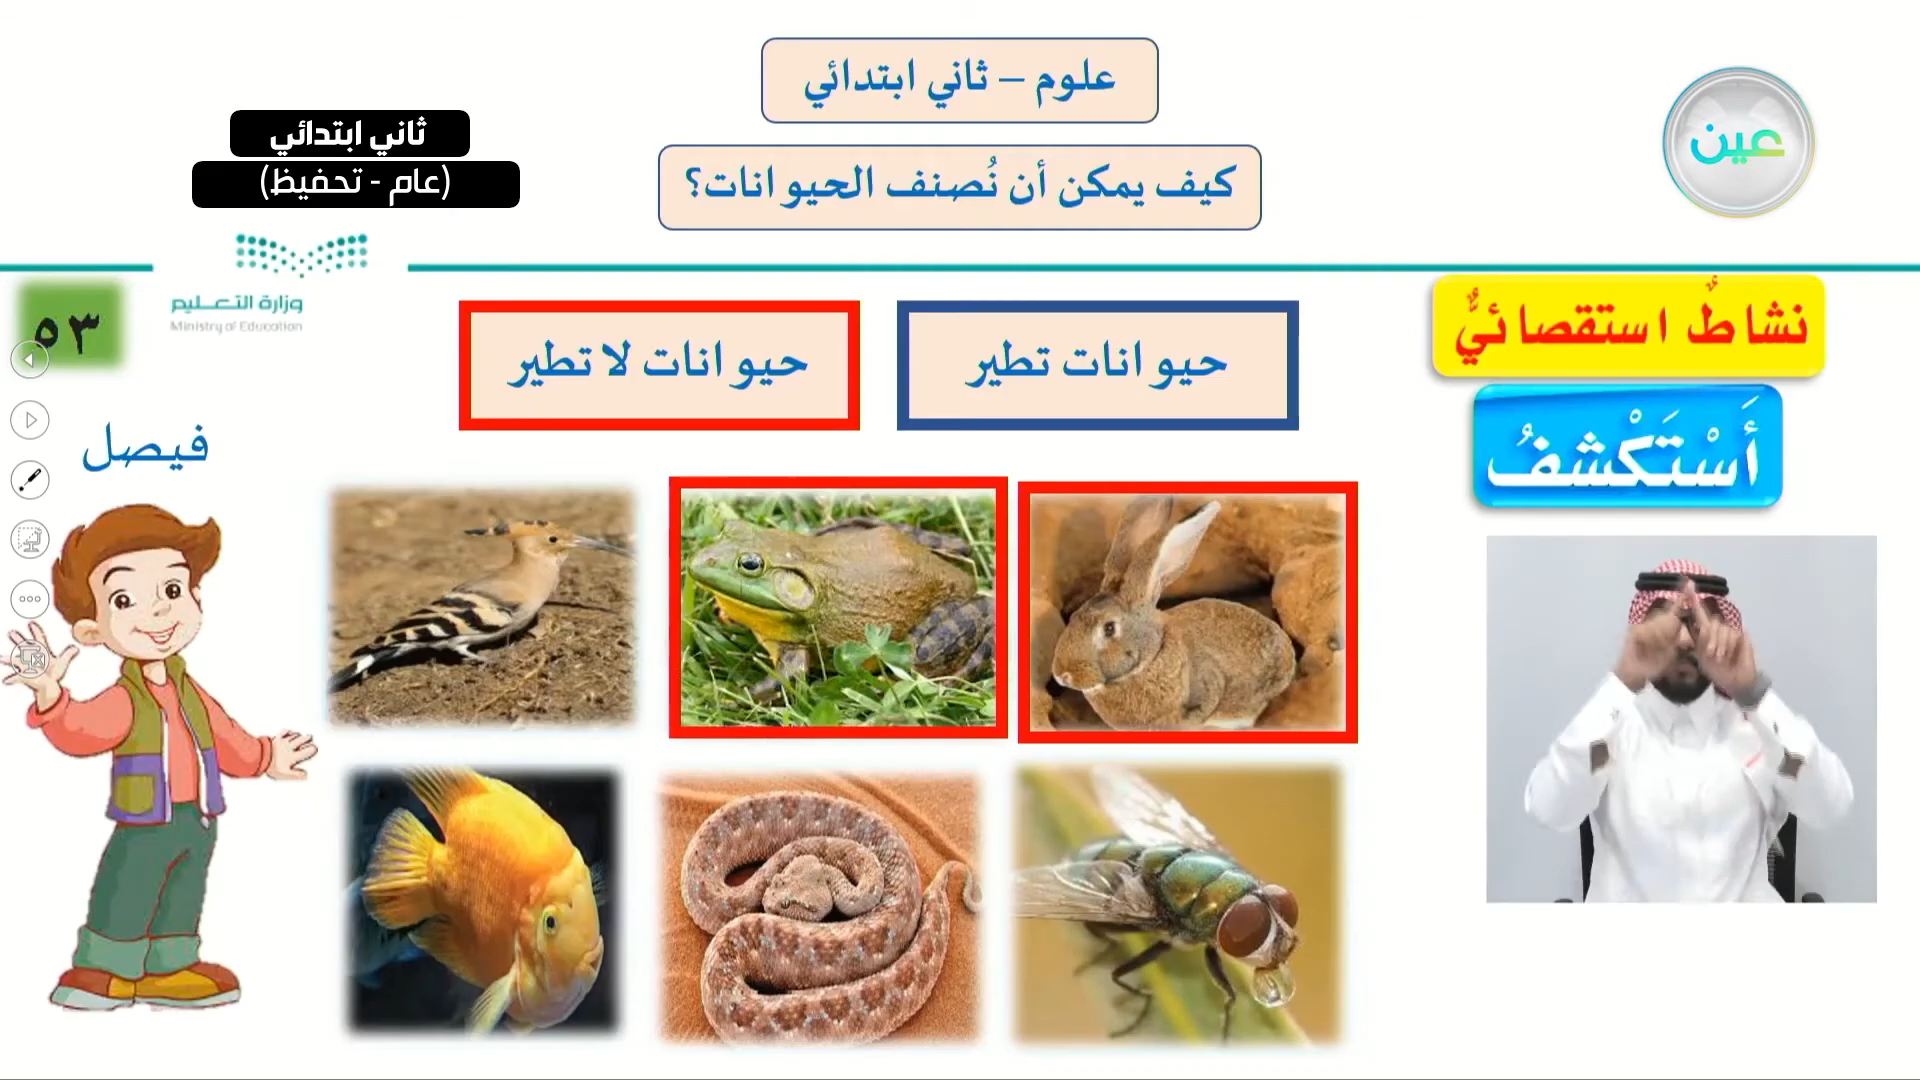 علوم – ثاني ابتدائي
ثاني ابتدائي
(عام - تحفيظ)
كيف يمكن أن نُصنف الحيوانات؟
عين
وزارة التعليم
Ministry of Education
٥٣
نشاطٌ استقصائيٌّ
أَسْتَكْشفُ
حيوانات تطير
حيوانات لا تطير
فيصل